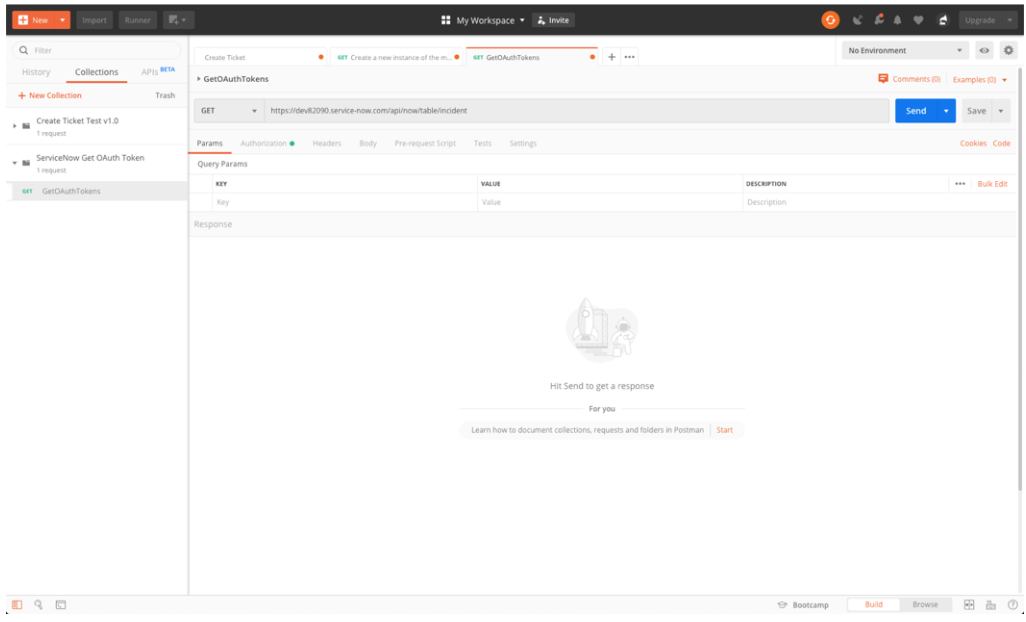 New
Import
Runner
My Workspace
Invite
Upgrade
Filter
History
Collections
APIs BETA
+ New Collection
Trash
Create Ticket Test v1.0
1 request
ServiceNow Get OAuth Token
1 request
GET GetOAuthTokens
Create Ticket
GET Create a new instance of the m...
GET GetOAuthTokens
No Environment
GetOAuthTokens
Comments (0)
Examples (0)
GET
https://dev82090.service-now.com/api/now/table/incident
Send
Save
Params
Authorization
Headers
Body
Pre-request Script
Tests
Settings
Cookies
Code
Query Params
KEY
VALUE
DESCRIPTION
Bulk Edit
Key
Value
Description
Response
Hit Send to get a response
For you
Learn how to document collections, requests and folders in Postman
Start
Bootcamp
Build
Browse